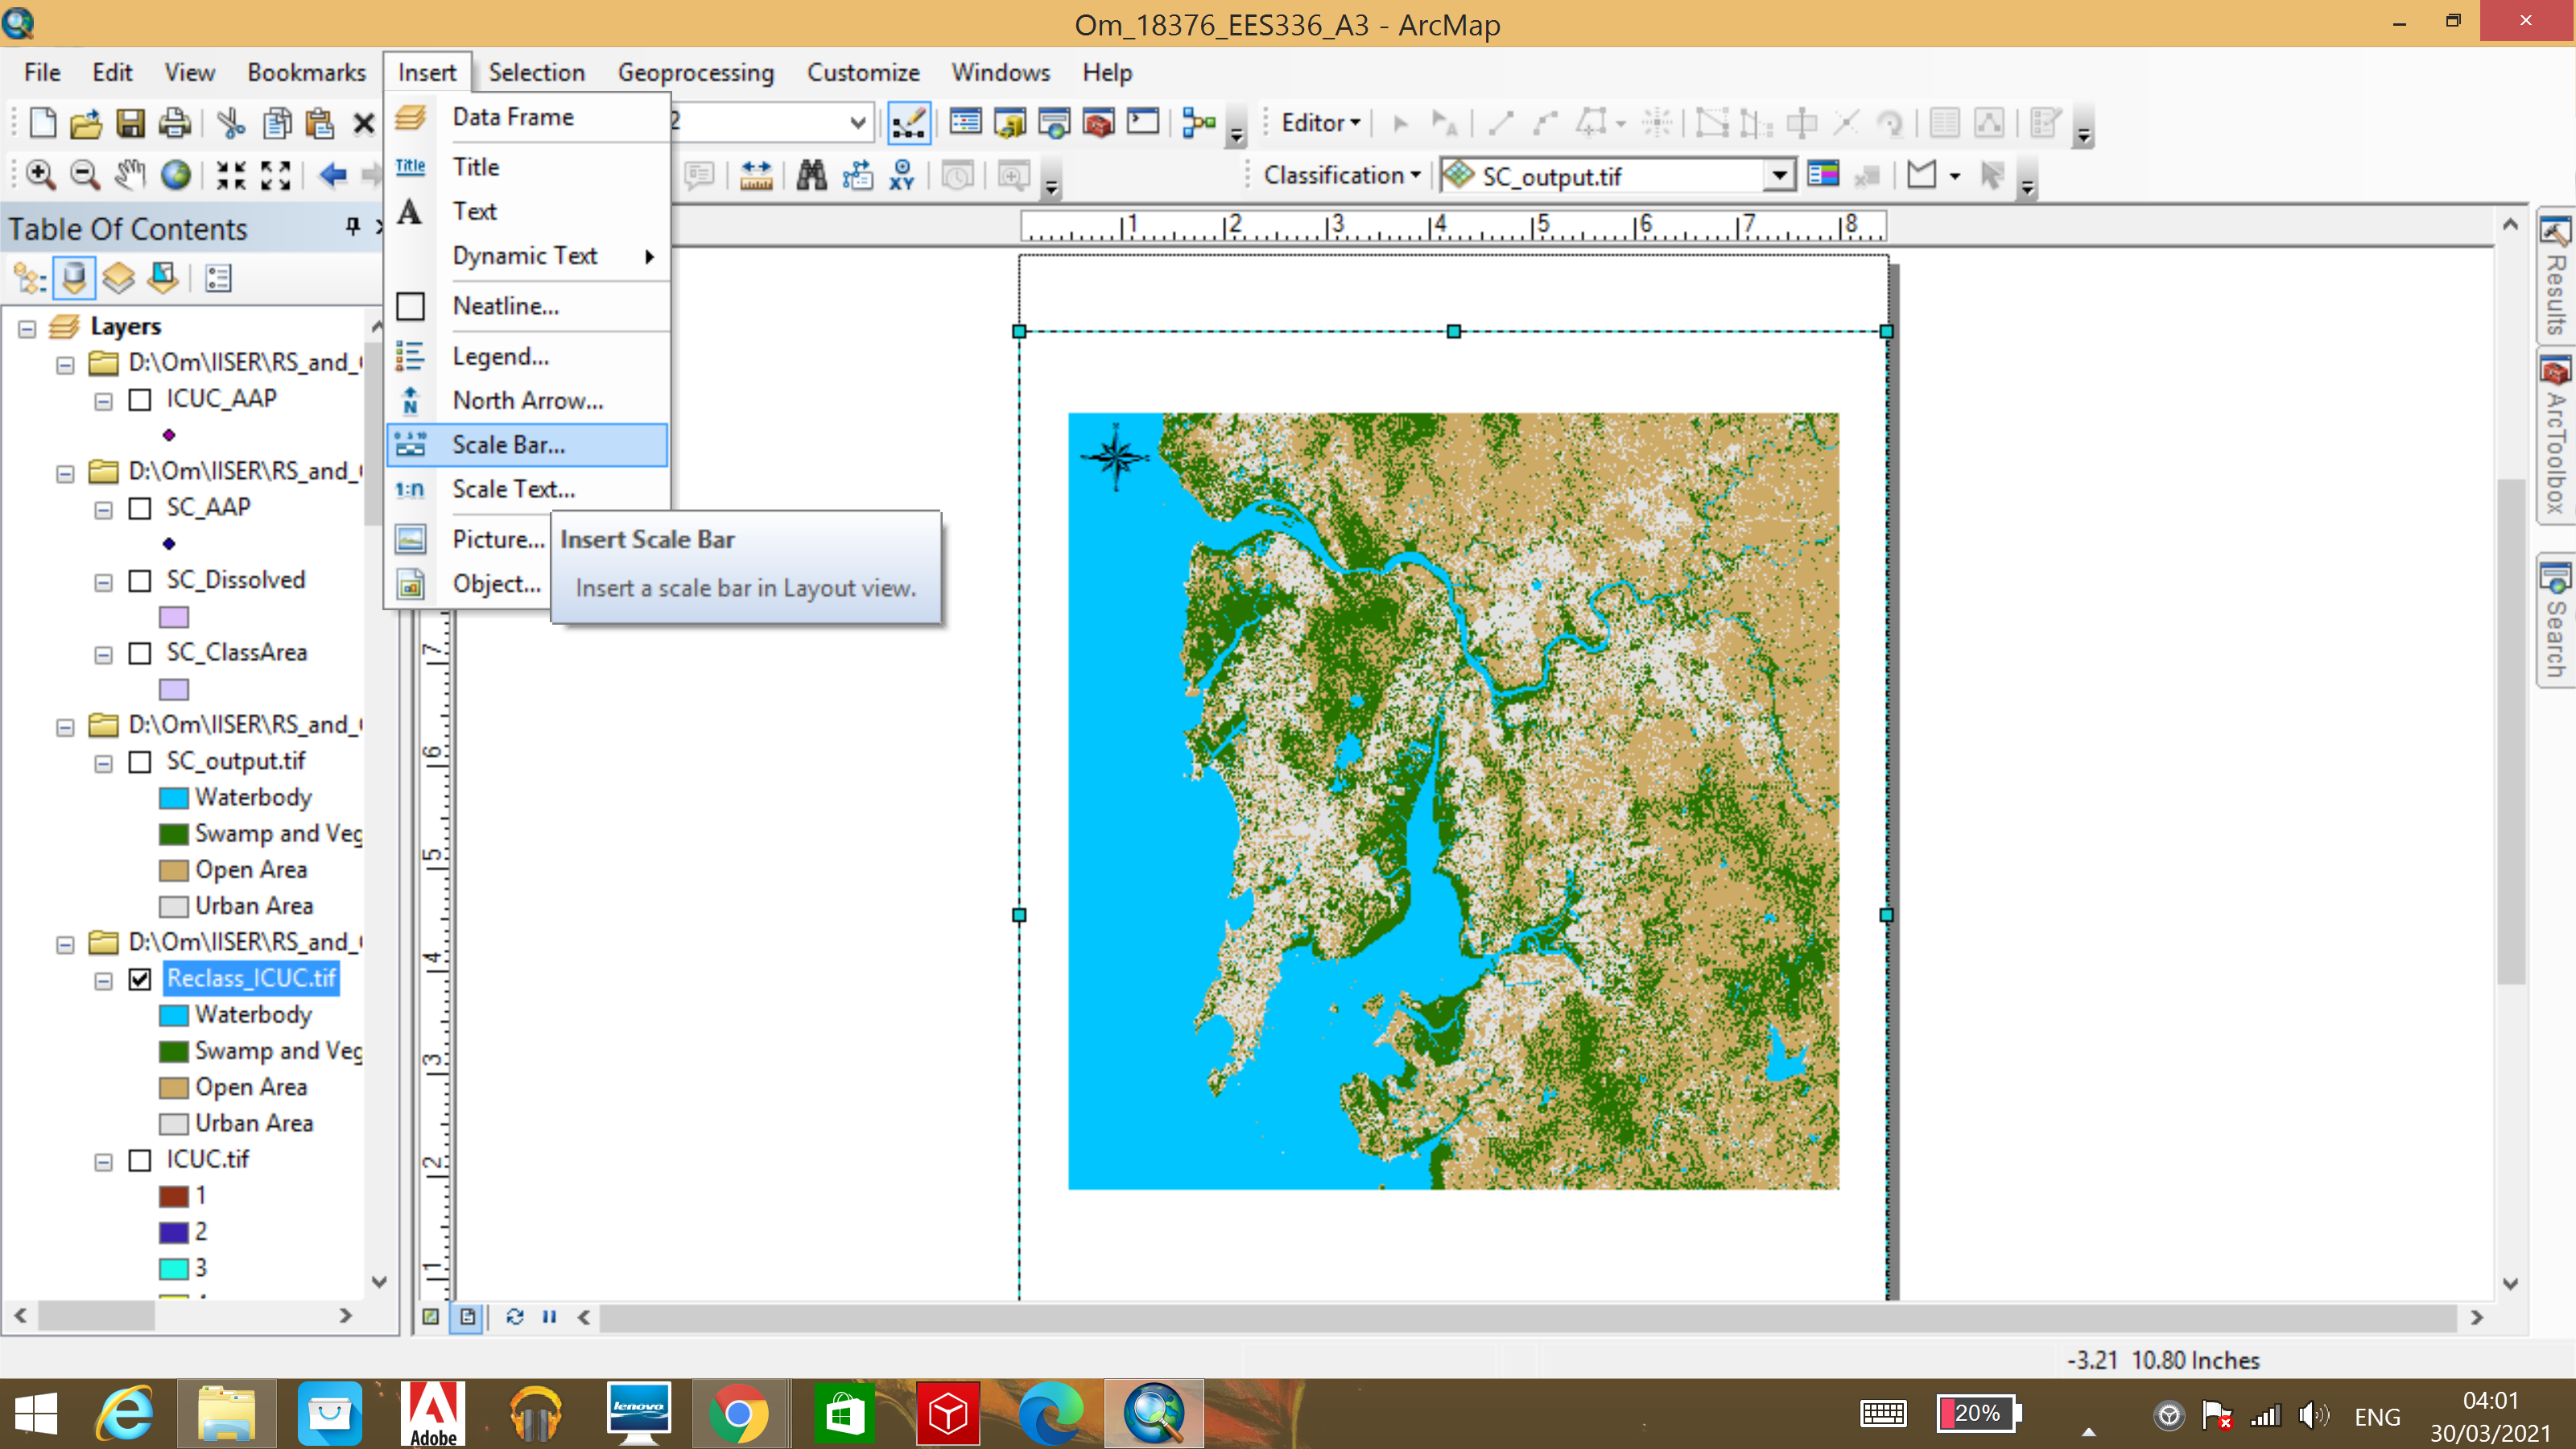 Om_18376_EES336_A3 - ArcMap
File Edit View Bookmarks Insert Selection Geoprocessing Customize Windows Help
Data Frame
Title Title
A Text
Dynamic Text
Neatline...
Legend...
N North Arrow...
0 5 10 Scale Bar...
1:n Scale Text...
Picture...
Object...
Insert Scale Bar
Insert a scale bar in Layout view.
2
Editor
XY
Classification
SC_output.tif
Table Of Contents
1 2 3 4 5 6 7 8
Layers
D:\Om\IISER\RS_and_
ICUC_AAP
D:\Om\IISER\RS_and_
SC_AAP
SC_Dissolved
SC_ClassArea
D:\Om\IISER\RS_and_
SC_output.tif
Waterbody
Swamp and Veg
Open Area
Urban Area
D:\Om\IISER\RS_and_
Reclass_ICUC.tif
Waterbody
Swamp and Veg
Open Area
Urban Area
ICUC.tif
1
2
3
7
6
5
4
3
2
1
Results
ArcToolbox
Search
-3.21 10.80 Inches
Adobe
lenovo
20%
ENG
04:01
30/03/2021